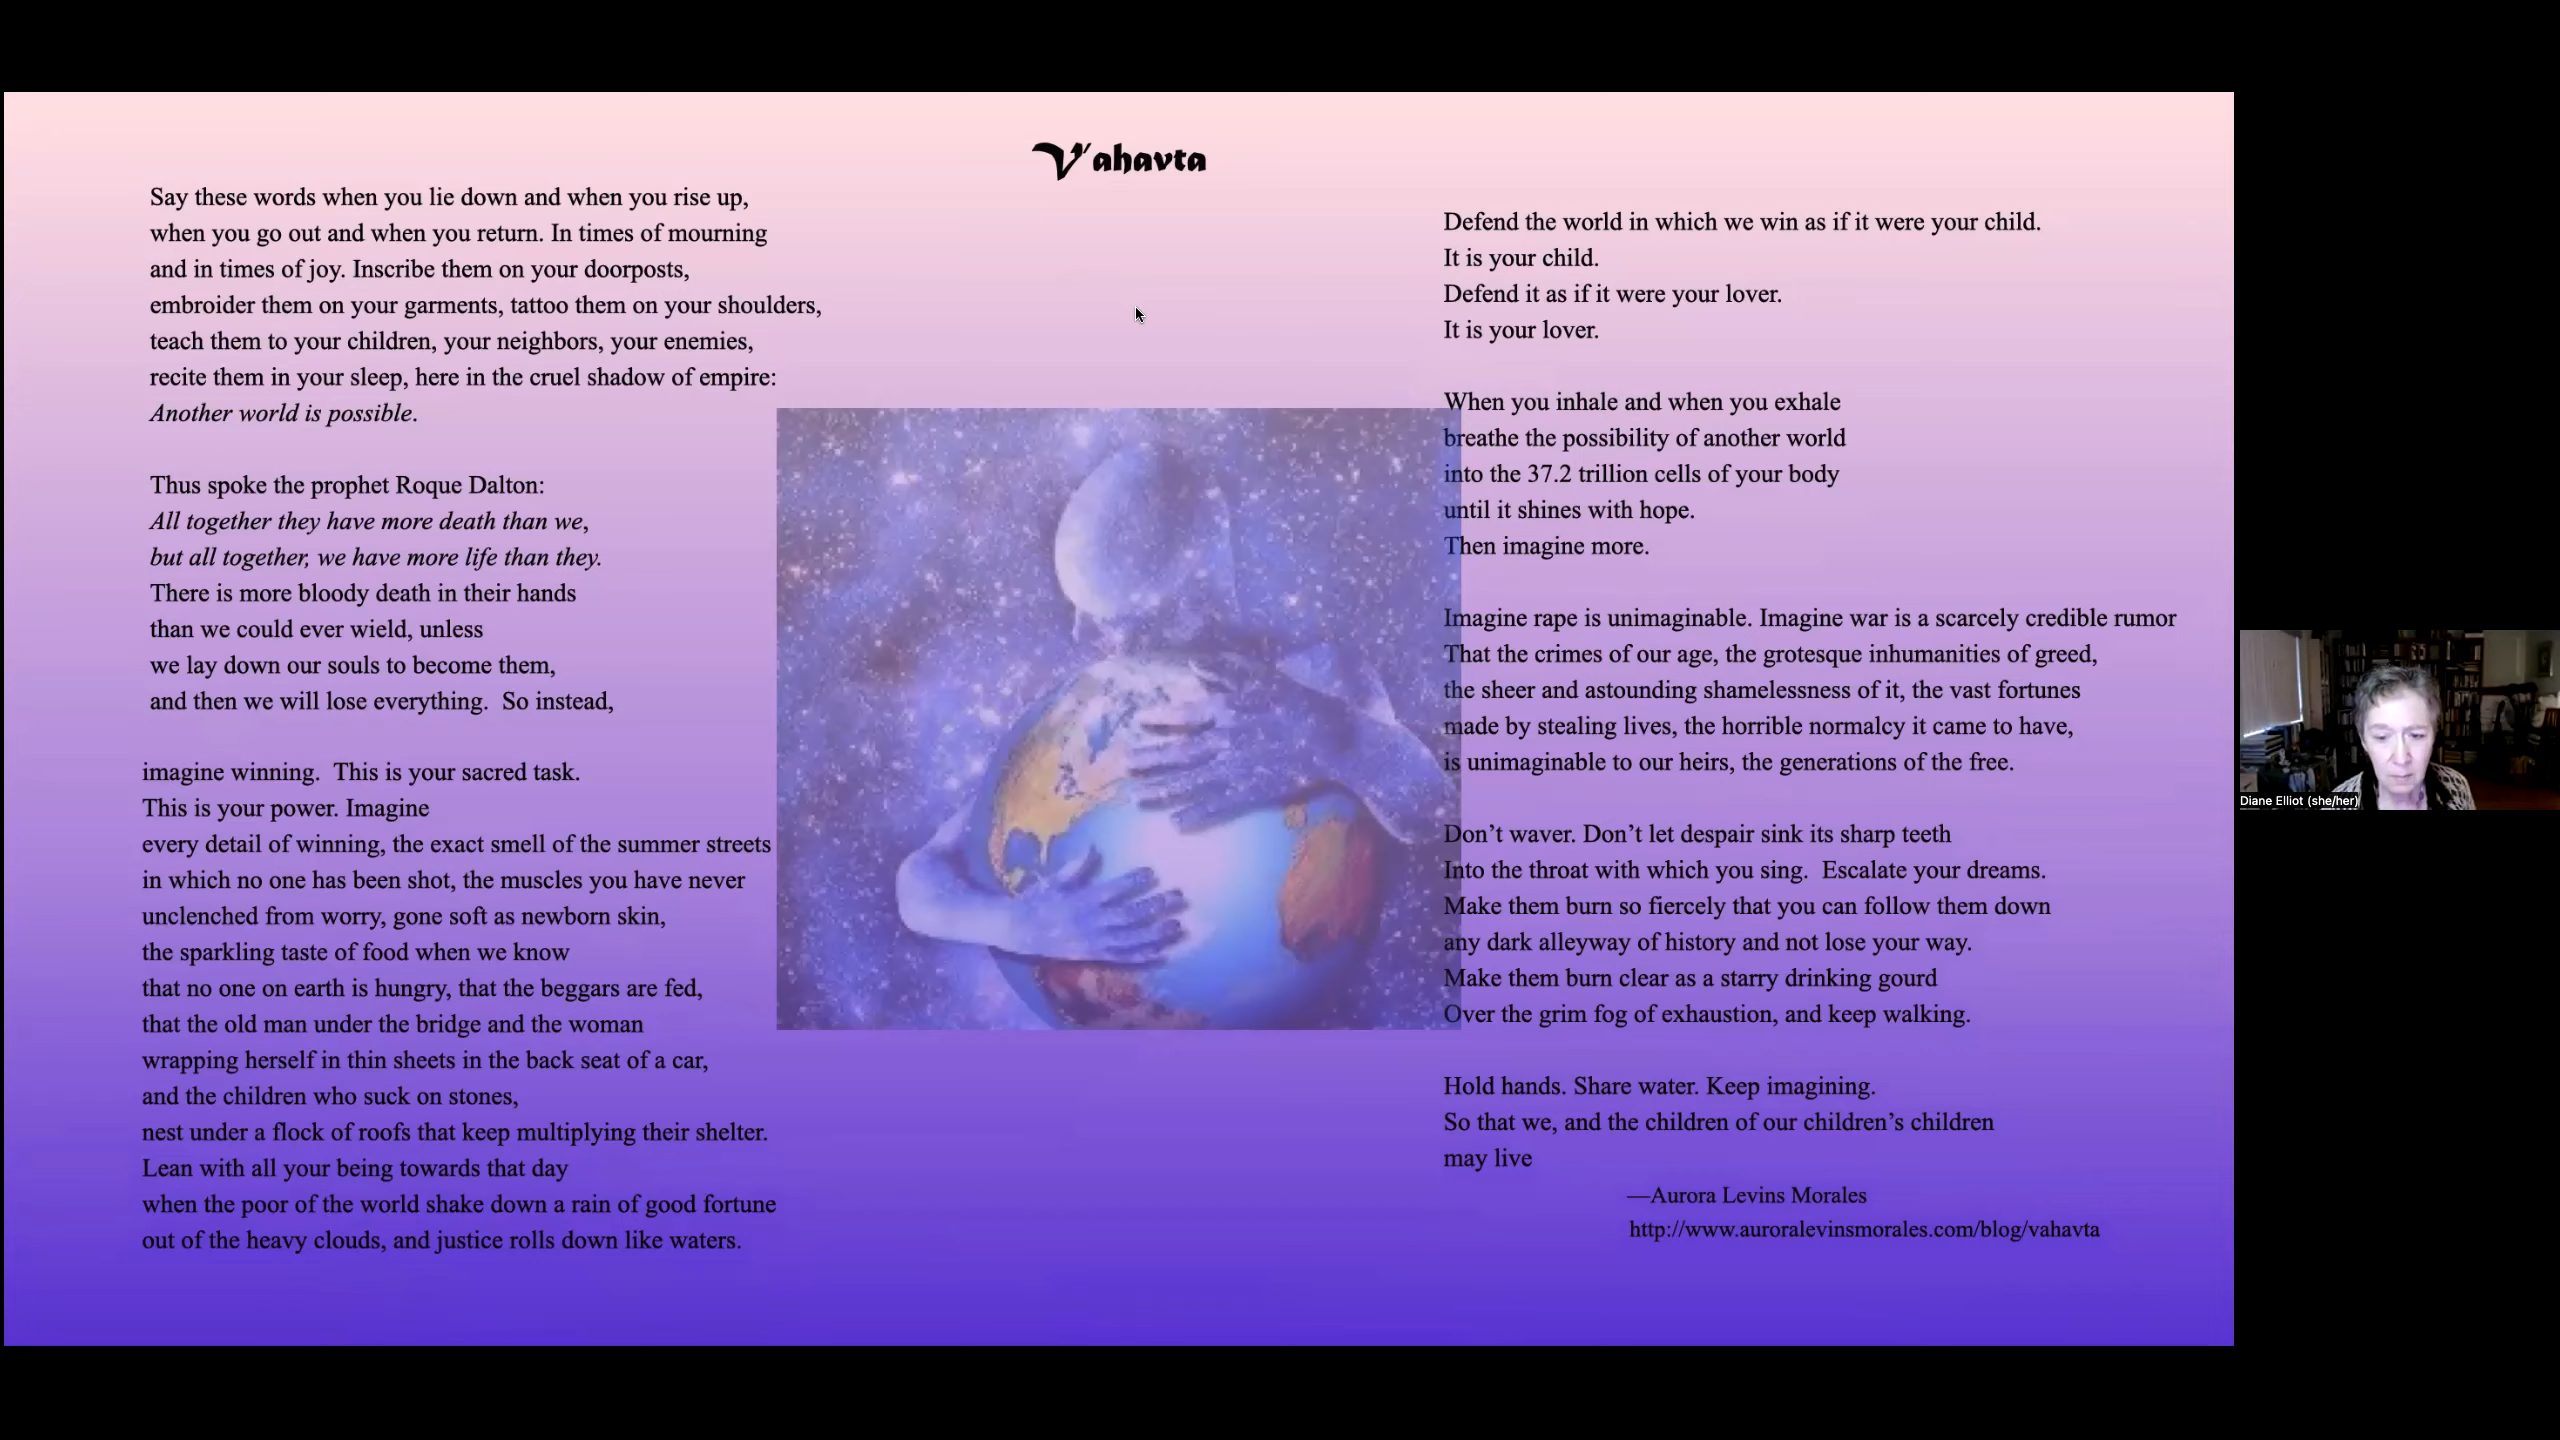 V'ahavta
Say these words when you lie down and when you rise up,
when you go out and when you return. In times of mourning
and in times of joy. Inscribe them on your doorposts,
embroider them on your garments, tattoo them on your shoulders,
teach them to your children, your neighbors, your enemies,
recite them in your sleep, here in the cruel shadow of empire:
Another world is possible.
Thus spoke the prophet Roque Dalton:
All together they have more death than we,
but all together, we have more life than they.
There is more bloody death in their hands
than we could ever wield, unless
we lay down our souls to become them,
and then we will lose everything.  So instead,
imagine winning.  This is your sacred task.
This is your power. Imagine
every detail of winning, the exact smell of the summer streets
in which no one has been shot, the muscles you have never
unclenched from worry, gone soft as newborn skin,
the sparkling taste of food when we know
that no one on earth is hungry, that the beggars are fed,
that the old man under the bridge and the woman
wrapping herself in thin sheets in the back seat of a car,
and the children who suck on stones,
nest under a flock of roofs that keep multiplying their shelter.
Lean with all your being towards that day
when the poor of the world shake down a rain of good fortune
out of the heavy clouds, and justice rolls down like waters.
Defend the world in which we win as if it were your child.
It is your child.
Defend it as if it were your lover.
It is your lover.
When you inhale and when you exhale
breathe the possibility of another world
into the 37.2 trillion cells of your body
until it shines with hope.
Then imagine more.
Imagine rape is unimaginable. Imagine war is a scarcely credible rumor
That the crimes of our age, the grotesque inhumanities of greed,
the sheer and astounding shamelessness of it, the vast fortunes
made by stealing lives, the horrible normalcy it came to have,
is unimaginable to our heirs, the generations of the free.
Don’t waver. Don’t let despair sink its sharp teeth
Into the throat with which you sing.  Escalate your dreams.
Make them burn so fiercely that you can follow them down
any dark alleyway of history and not lose your way.
Make them burn clear as a starry drinking gourd
Over the grim fog of exhaustion, and keep walking.
Hold hands. Share water. Keep imagining.
So that we, and the children of our children’s children
may live
—Aurora Levins Morales
http://www.auroralevinsmorales.com/blog/vahavta
Diane Elliot (she/her)